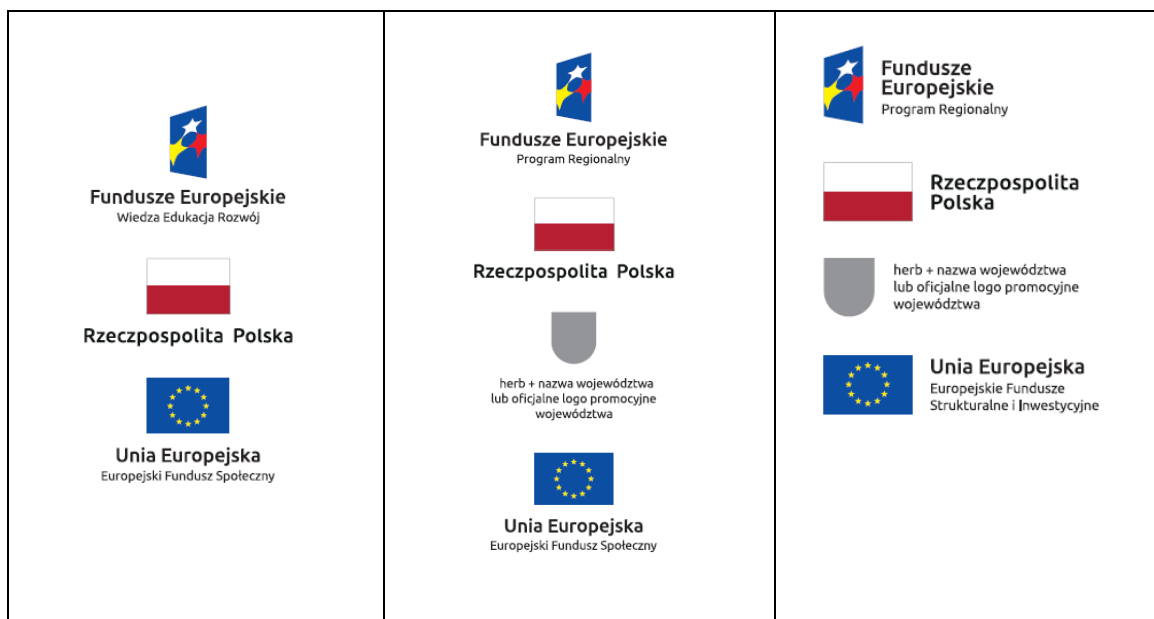 Fundusze Europejskie
Wiedza Edukacja Rozwój
Rzeczpospolita Polska
Unia Europejska
Europejski Fundusz Społeczny
Fundusze Europejskie
Program Regionalny
Rzeczpospolita Polska
herb + nazwa województwa
lub oficjalne logo promocyjne
województwa
Unia Europejska
Europejski Fundusz Społeczny
Fundusze
Europejskie
Program Regionalny
Rzeczpospolita
Polska
herb + nazwa województwa
lub oficjalne logo promocyjne
województwa
Unia Europejska
Europejskie Fundusze
Strukturalne i Inwestycyjne